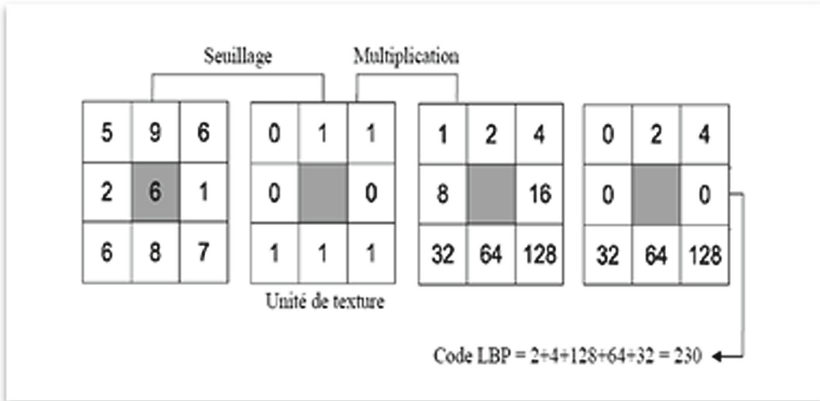 Seuillage Multiplication
5 9 6 0 1 1 1 2 4 0 2 4
2 6 1 0 0 8 16 0 0
6 8 7 1 1 1 32 64 128 32 64 128
Unité de texture
Code LBP = 2+4+128+64+32 = 230